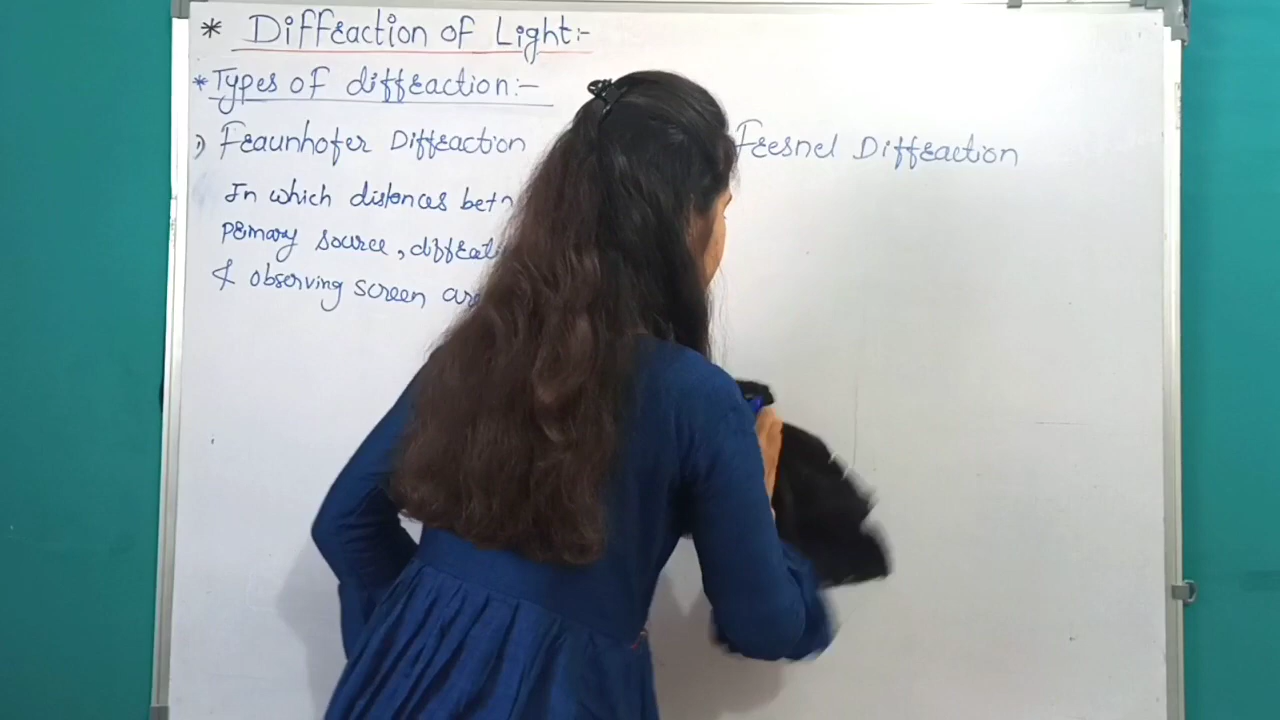 * Diffraction of Light:-
* Types of diffraction:-
) Fraunhofer Diffraction
Fresnel Diffraction
In which distances betn
primary source, diffracti
& observing screen are